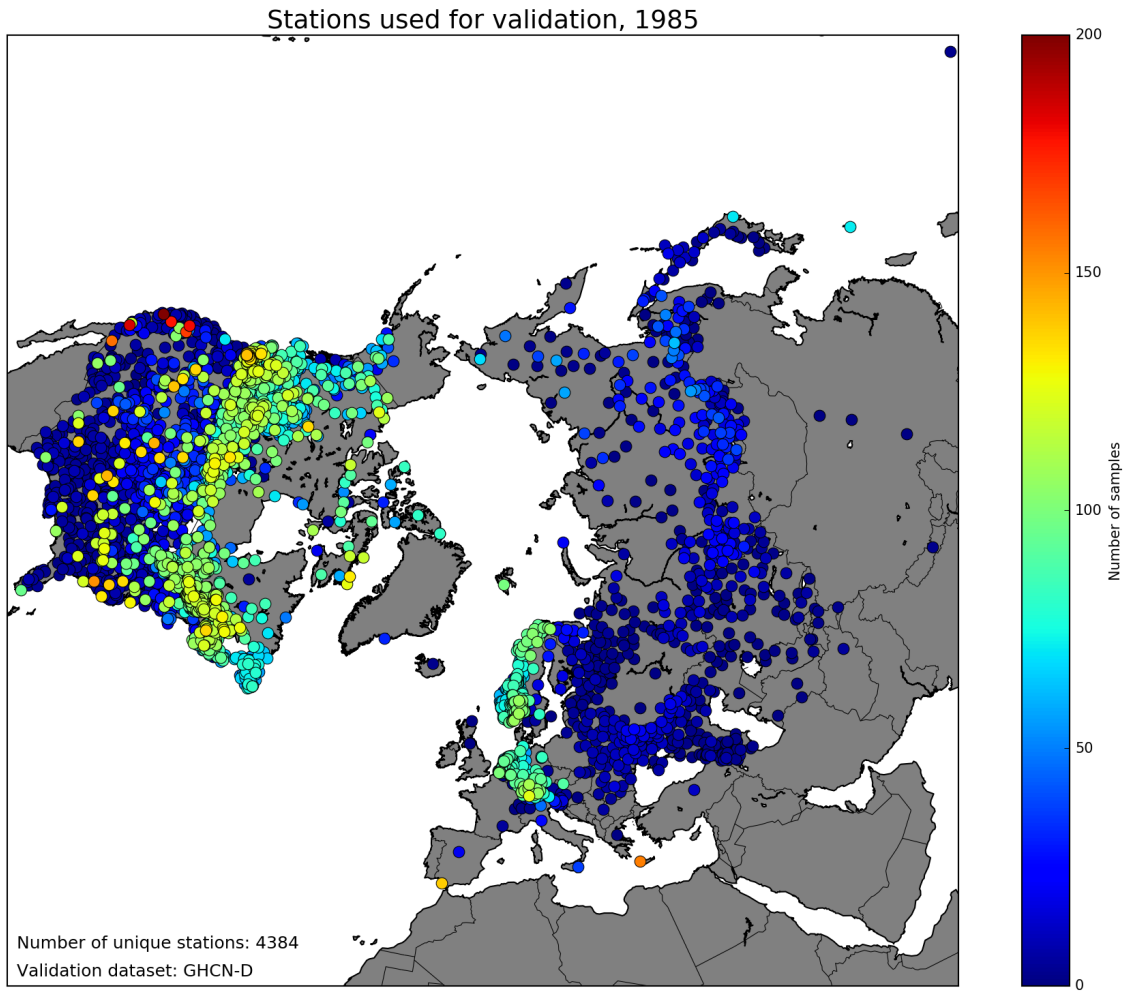 Stations used for validation, 1985
200
150
100
50
0
Number of samples
Number of unique stations: 4384
Validation dataset: GHCN-D